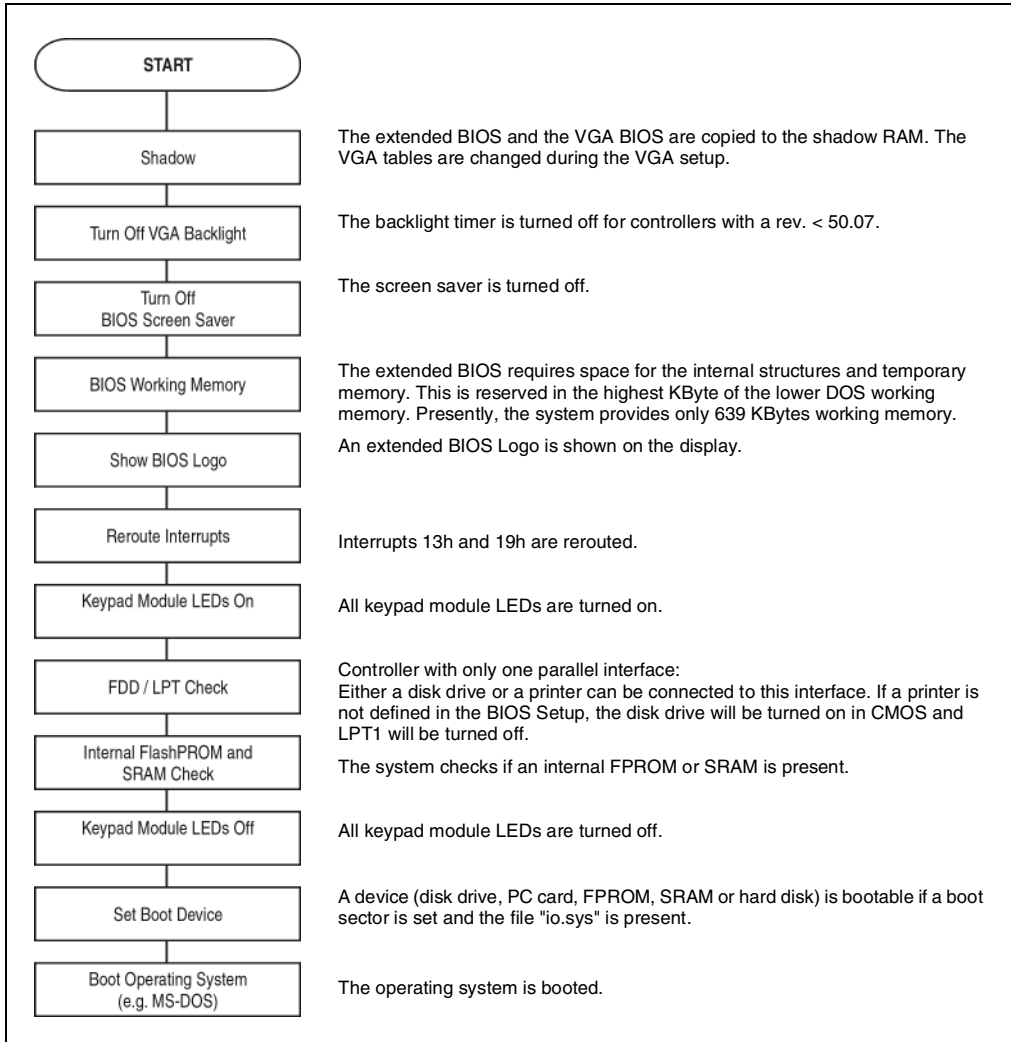 START
Shadow
The extended BIOS and the VGA BIOS are copied to the shadow RAM. The
VGA tables are changed during the VGA setup.
Turn Off VGA Backlight
The backlight timer is turned off for controllers with a rev. < 50.07.
Turn Off
BIOS Screen Saver
The screen saver is turned off.
BIOS Working Memory
The extended BIOS requires space for the internal structures and temporary
memory. This is reserved in the highest KByte of the lower DOS working
memory. Presently, the system provides only 639 KBytes working memory.
Show BIOS Logo
An extended BIOS Logo is shown on the display.
Reroute Interrupts
Interrupts 13h and 19h are rerouted.
Keypad Module LEDs On
All keypad module LEDs are turned on.
FDD / LPT Check
Controller with only one parallel interface:
Either a disk drive or a printer can be connected to this interface. If a printer is
not defined in the BIOS Setup, the disk drive will be turned on in CMOS and
LPT1 will be turned off.
Internal FlashPROM and
SRAM Check
The system checks if an internal FPROM or SRAM is present.
Keypad Module LEDs Off
All keypad module LEDs are turned off.
Set Boot Device
A device (disk drive, PC card, FPROM, SRAM or hard disk) is bootable if a boot
sector is set and the file "io.sys" is present.
Boot Operating System
(e.g. MS-DOS)
The operating system is booted.